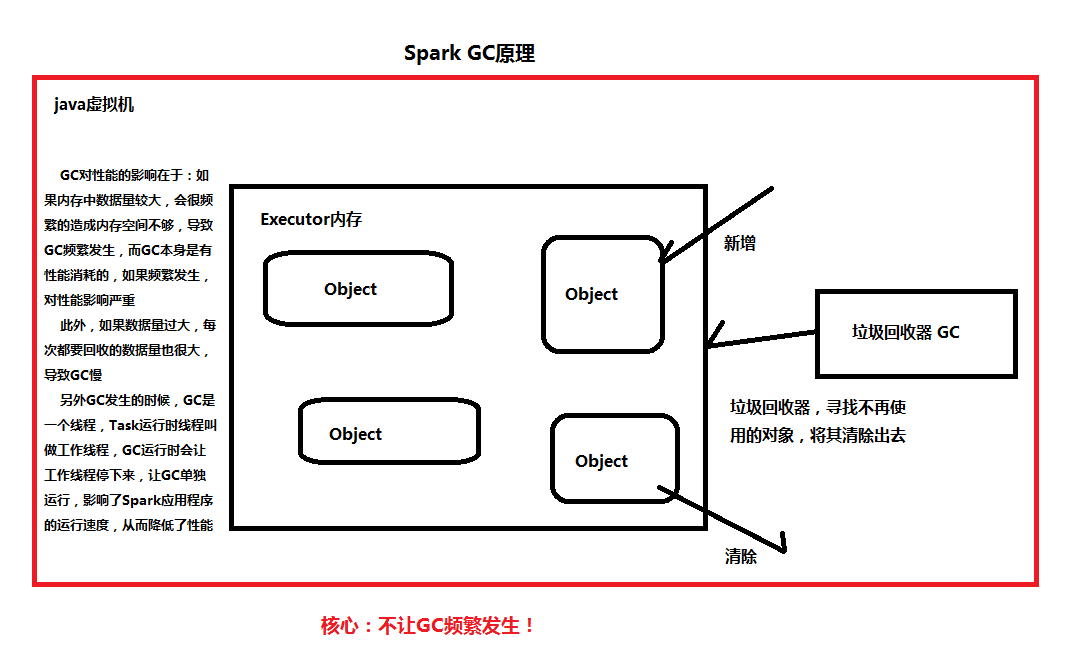 Spark GC原理
java虚拟机
GC对性能的影响在于：如
果内存中数据量较大，会很频
繁的造成内存空间不够，导致
GC频繁发生，而GC本身是有
性能消耗的，如果频繁发生，
对性能影响严重
此外，如果数据量过大，每
次都要回收的数据量也很大，
导致GC慢
另外GC发生的时候，GC是
一个线程，Task运行时线程叫
做工作线程，GC运行时会让
工作线程停下来，让GC单独
运行，影响了Spark应用程序
的运行速度，从而降低了性能
Executor内存
Object
Object
Object
Object
新增
垃圾回收器 GC
垃圾回收器，寻找不再使
用的对象，将其清除出去
清除
核心：不让GC频繁发生！